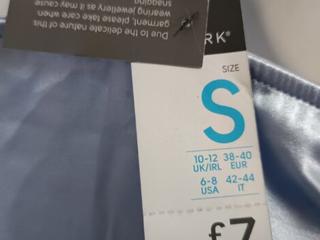 Due to the delicate nature of this
garment, please take care when
wearing jewellery as it may cause
snagging
RK®
SIZE
S
10-12 38-40
UK/IRL EUR
6-8 42-44
USA IT
£7